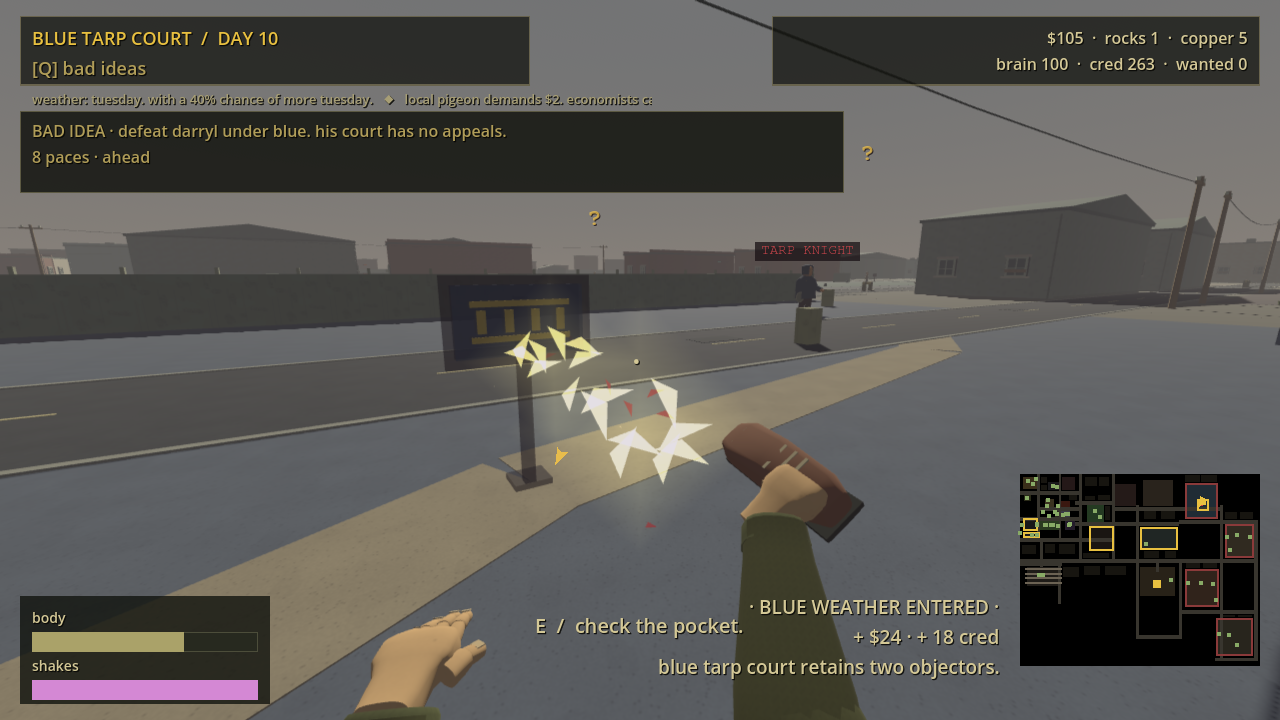 BLUE TARP COURT / DAY 10
[Q] bad ideas
$105 · rocks 1 · copper 5
brain 100 · cred 263 · wanted 0
weather: tuesday. with a 40% chance of more tuesday. ◆ local pigeon demands $2. economists
BAD IDEA · defeat darryl under blue. his court has no appeals.
8 paces · ahead
?
?
TARP KNIGHT
· BLUE WEATHER ENTERED ·
E / check the pocket.
+ $24 · + 18 cred
blue tarp court retains two objectors.
body
shakes